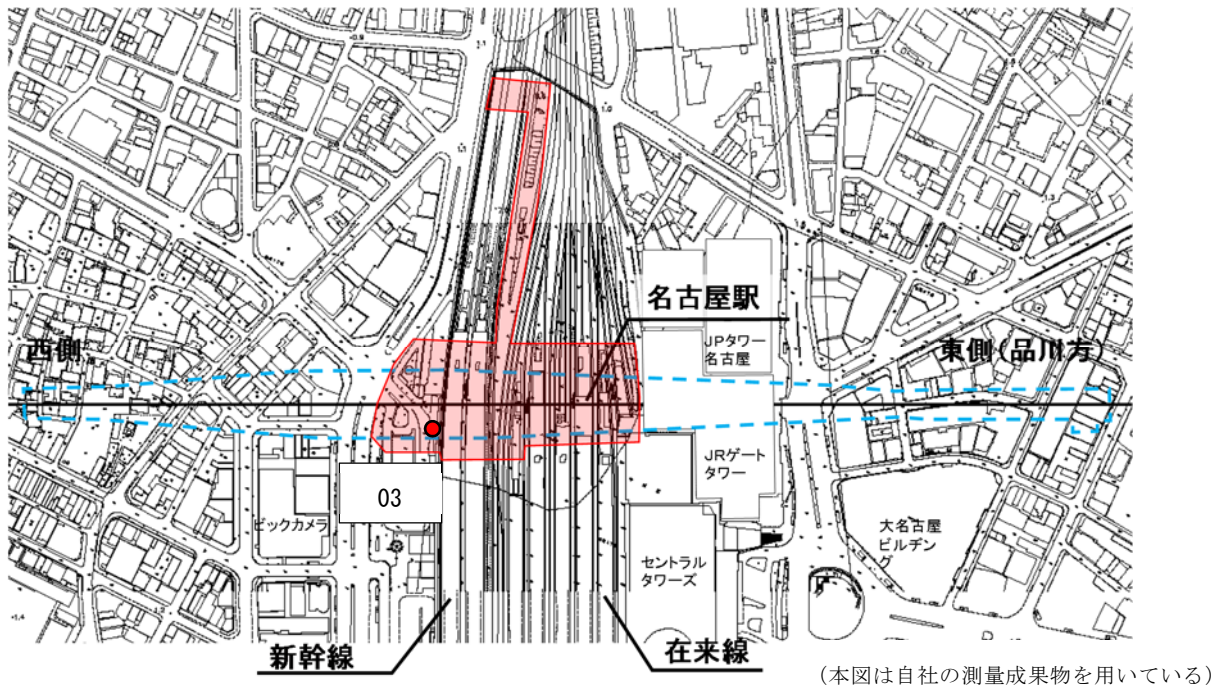 名古屋駅
JPタワー
名古屋
西側
東側(品川方)
JRゲート
タワー
03
ビックカメラ
大名古屋
ビルヂン
グ
セントラル
タワーズ
新幹線
在来線
(本図は自社の測量成果物を用いている)